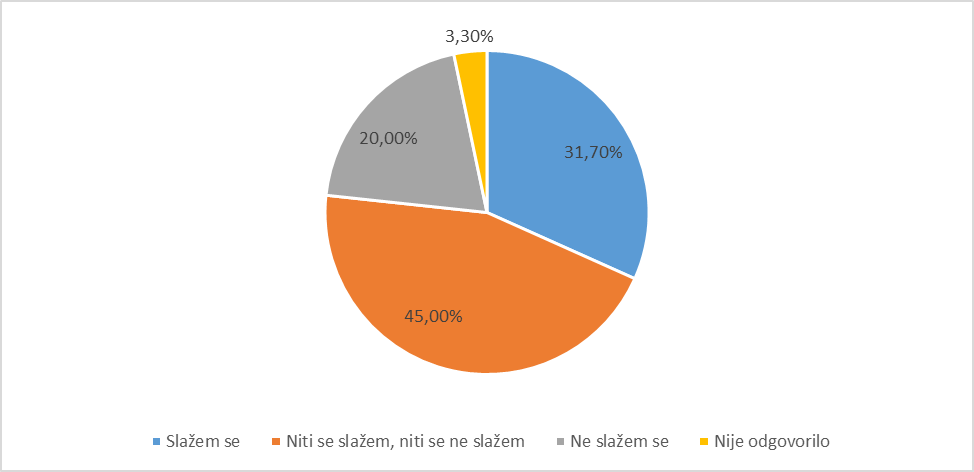 3,30%
20,00%
31,70%
45,00%
Slažem se
Niti se slažem, niti se ne slažem
Ne slažem se
Nije odgovorilo